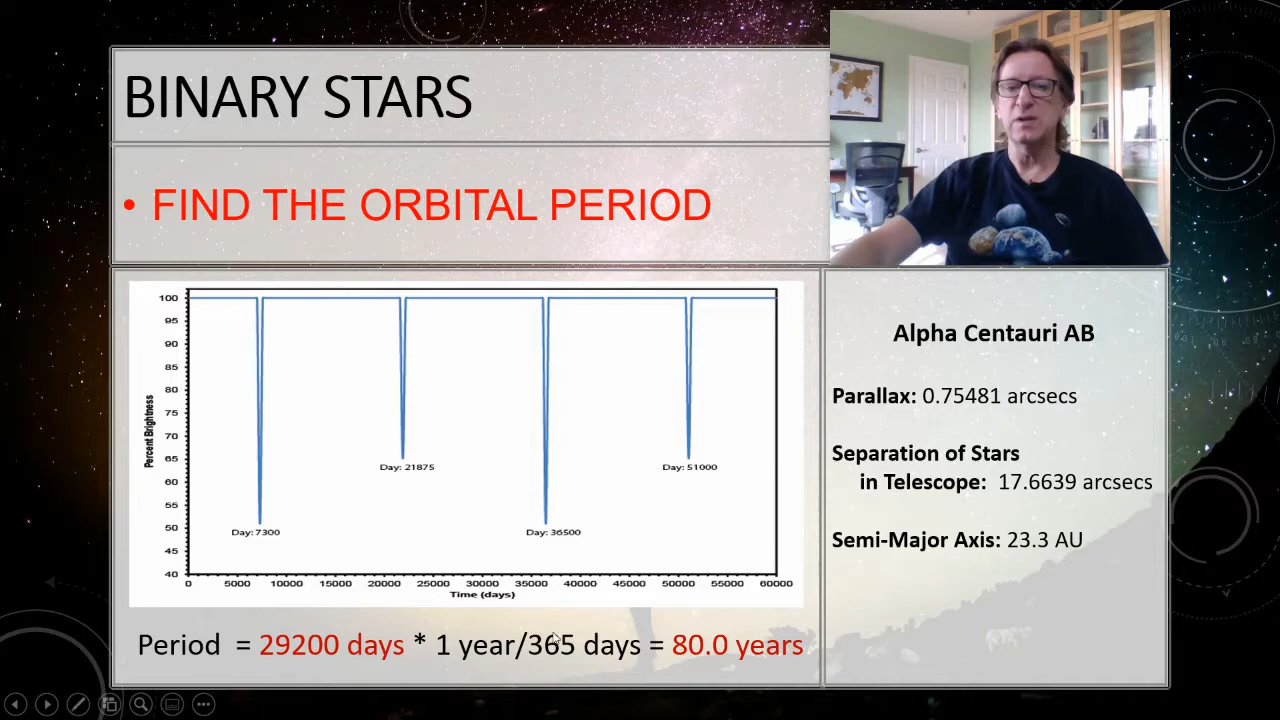 BINARY STARS
• FIND THE ORBITAL PERIOD
100
95
90
85
80
75
70
65
60
55
50
45
40
Percent Brightness
Day: 7300
Day: 21875
Day: 36500
Day: 51000
0 5000 10000 15000 20000 25000 30000 35000 40000 45000 50000 55000 60000
Time (days)
Period = 29200 days * 1 year/365 days = 80.0 years
Alpha Centauri AB
Parallax: 0.75481 arcsecs
Separation of Stars
in Telescope: 17.6639 arcsecs
Semi-Major Axis: 23.3 AU